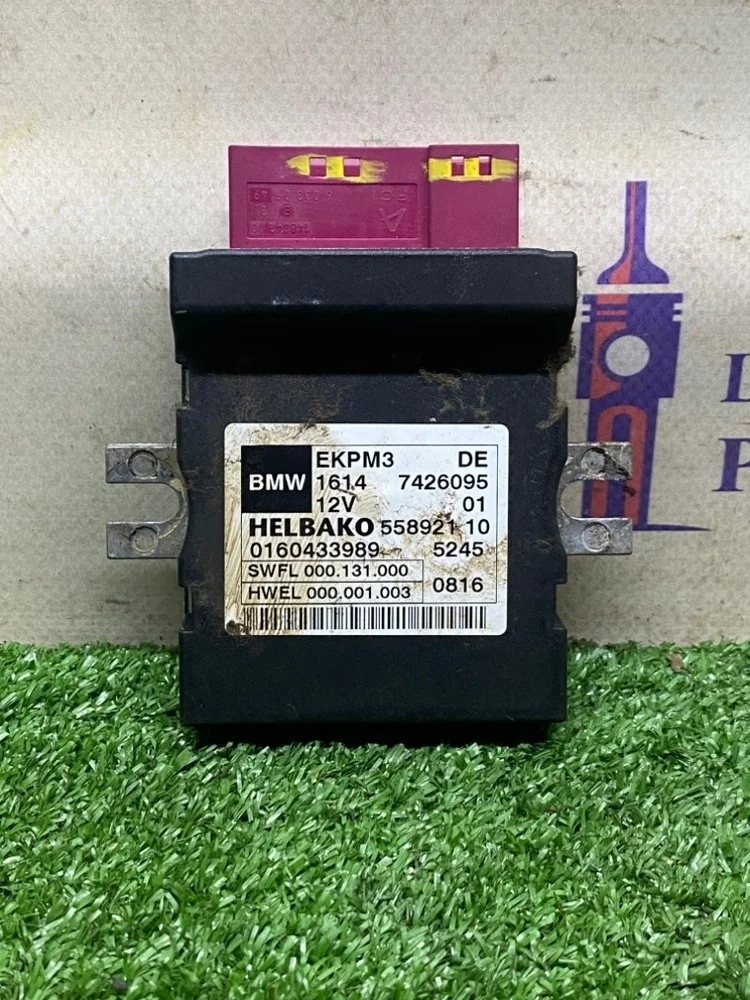 EKPM3 DE
BMW 1614 7426095
12V 01
HELBAKO 558921 10
0160433989 5245
SWFL 000.131.000
HWEL 000.001.003 0816
L
P